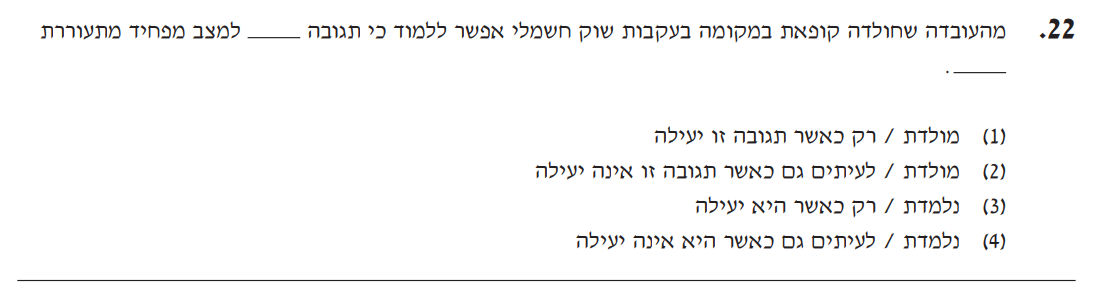 22. מהעובדה שחולדה קופאת במקומה בעקבות שוק חשמלי אפשר ללמוד כי תגובה _____ למצב מפחיד מתעוררת
_____ .
(1) מולדת / רק כאשר תגובה זו יעילה
(2) מולדת / לעיתים גם כאשר תגובה זו אינה יעילה
(3) נלמדת / רק כאשר היא יעילה
(4) נלמדת / לעיתים גם כאשר היא אינה יעילה